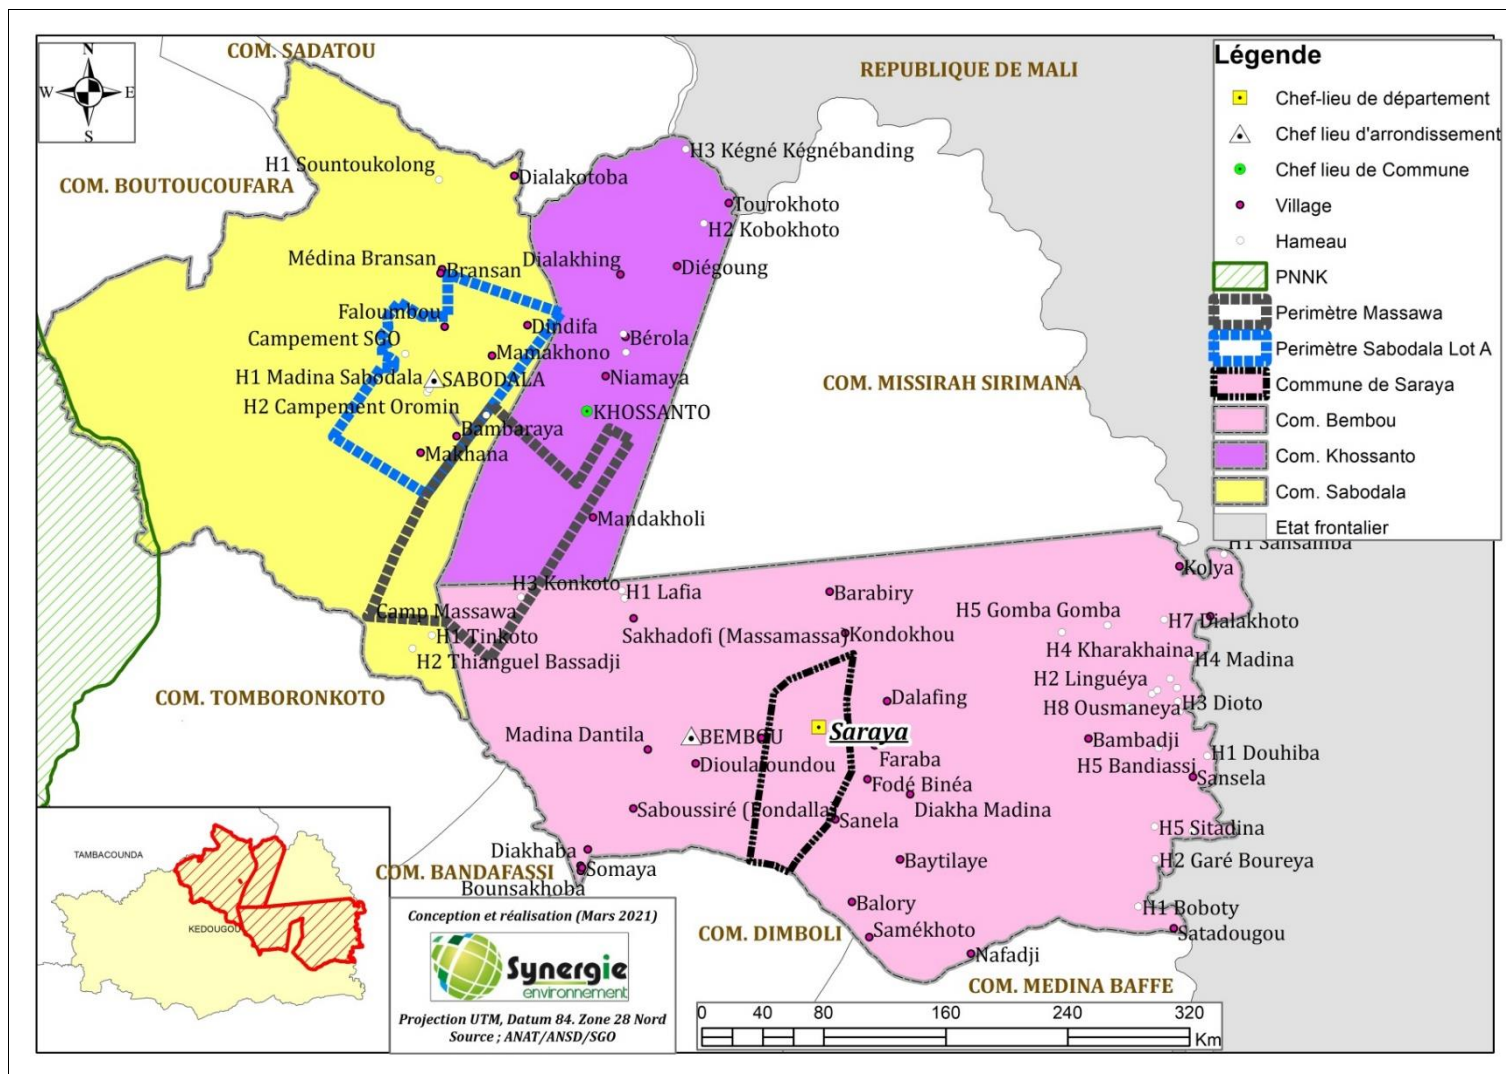 N
W
E
S
COM. SADATOU
REPUBLIQUE DE MALI
COM. BOUTOUCOUFARA
H1 Sountoukolong
Dialakotoba
H3 Kégné Kégnébanding
Tourokhoto
H2 Kobokhoto
Médina Bransan
Bransan
Dialakhing
Diégoung
Faloumbou
Dindifa
Campement SGO
Mamakhono
Bérola
H1 Madina Sabodala
SABODALA
Niamaya
COM. MISSIRAH SIRIMANA
H2 Campement Oromin
KHOSSANTO
Bambaraya
Makhana
Mandakholi
H1 Sansamba
Kolya
H3 Konkoto
H1 Lafia
Barabiry
Camp Massawa
H5 Gomba Gomba
H7 Dialakhoto
H1 Tinkoto
Sakhadofi (Massamassa)
Kondokhou
H4 Kharakhaina
H2 Thianguel Bassadji
H4 Madina
H2 Linguéya
COM. TOMBORONKOTO
Dalafing
H8 Ousmaneya
H3 Dioto
Madina Dantila
BEMBOU
Saraya
Bambadji
H1 Douhiba
Dioulafoundou
Faraba
H5 Bandiassi
Fodé Binéa
Sansela
Saboussiré (Fondalla)
Diakha Madina
Sanela
H5 Sitadina
Diakhaba
Baytilaye
H2 Garé Boureya
COM. BANDAFASSI
Somaya
Bounsakhoba
Balory
H1 Boboty
COM. DIMBOLI
Samékhoto
Satadougou
Nafadji
COM. MEDINA BAFFE
Légende
Chef-lieu de département
Chef lieu d'arrondissement
Chef lieu de Commune
Village
Hameau
PNNK
Perimètre Massawa
Perimètre Sabodala Lot A
Commune de Saraya
Com. Bembou
Com. Khossanto
Com. Sabodala
Etat frontalier
TAMBACOUNDA
KEDOUGOU
Conception et réalisation (Mars 2021)
Synergie
environnement
Projection UTM, Datum 84. Zone 28 Nord
Source ; ANAT/ANSD/SGO
0 40 80 160 240 320
Km